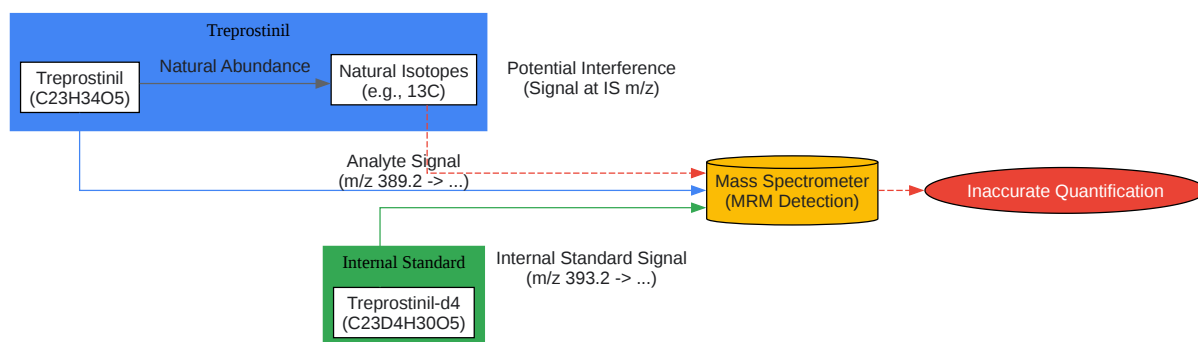 Treprostinil
Treprostinil
(C23H34O5)
Natural Abundance
Natural Isotopes
(e.g., 13C)
Potential Interference
(Signal at IS m/z)
Analyte Signal
(m/z 389.2 -> ...)
Mass Spectrometer
(MRM Detection)
Inaccurate Quantification
Internal Standard
Internal Standard Signal
(m/z 393.2 -> ...)
Treprostinil-d4
(C23D4H30O5)